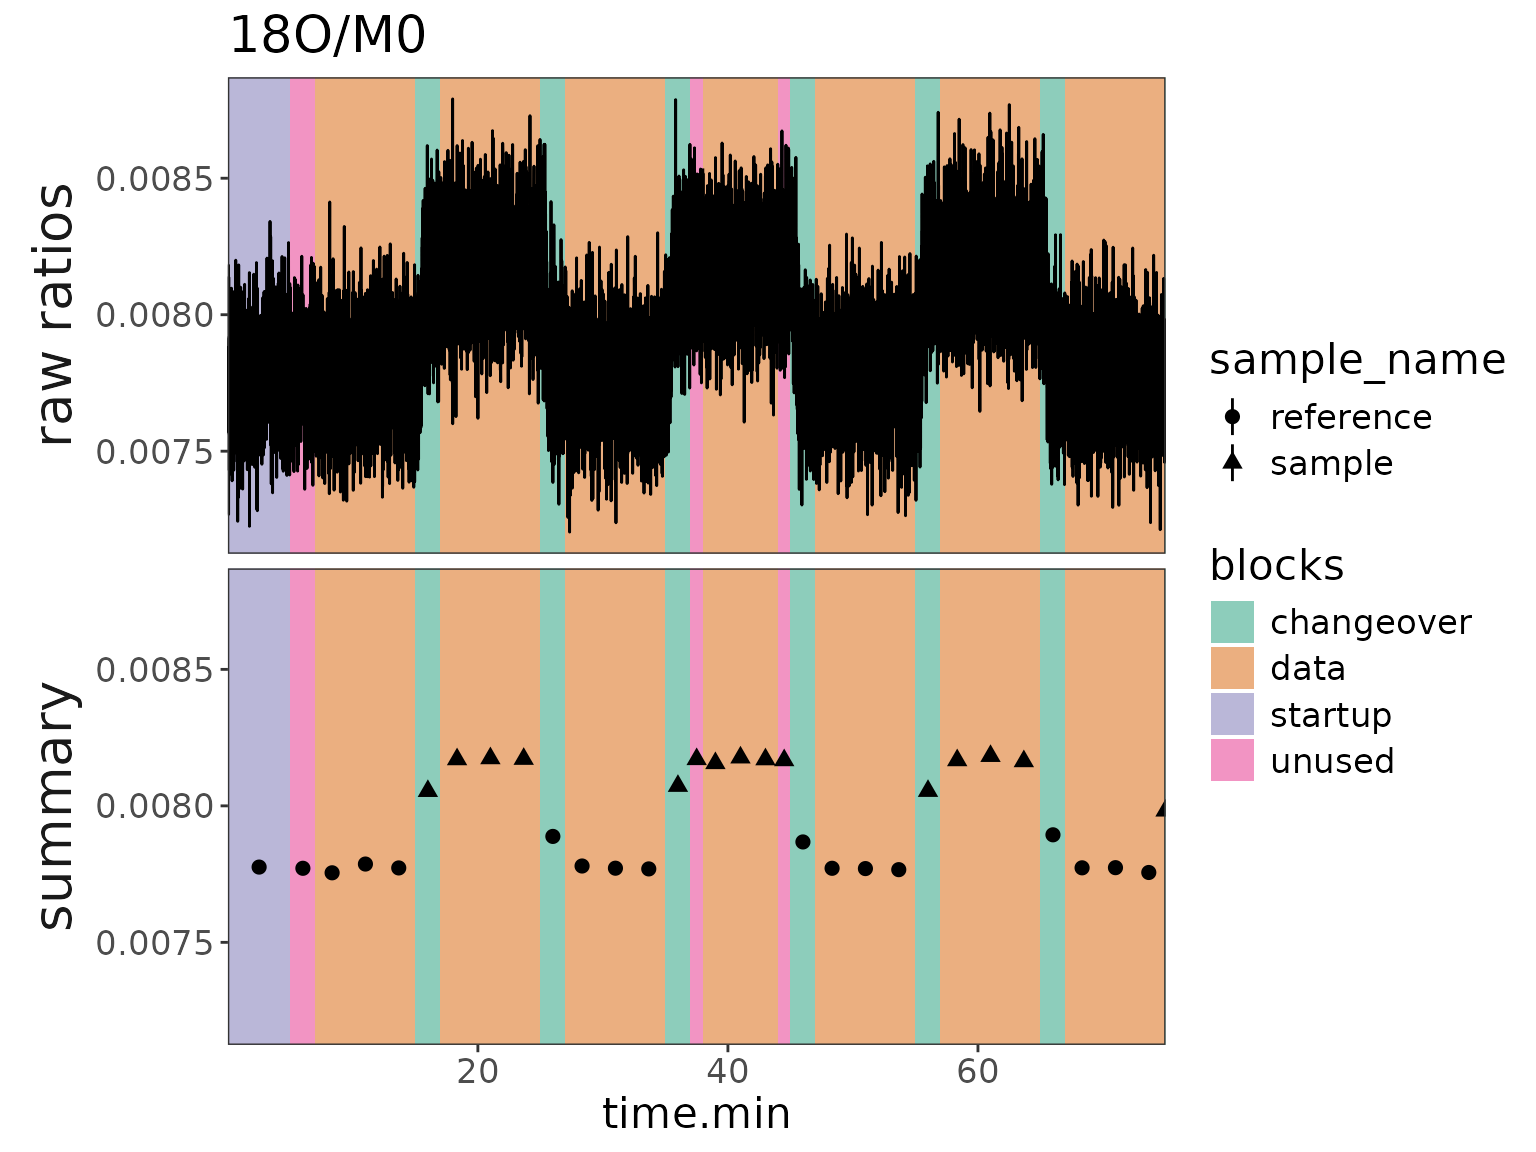 18O/M0
raw ratios
0.0085
0.0080
0.0075
summary
0.0085
0.0080
0.0075
20
40
60
time.min
sample_name
reference
sample
blocks
changeover
data
startup
unused